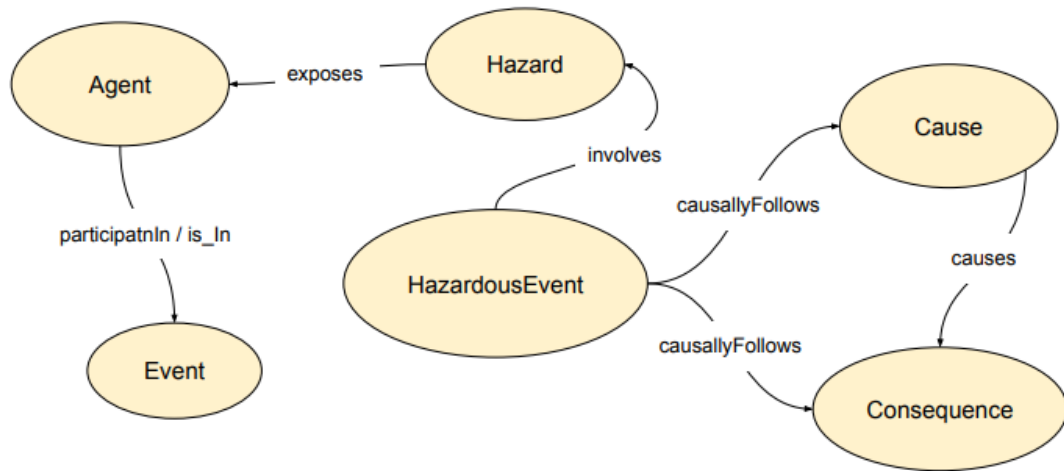 Hazard
exposes
Agent
Cause
involves
causallyFollows
participatnIn / is_In
causes
HazardousEvent
causallyFollows
Event
Consequence